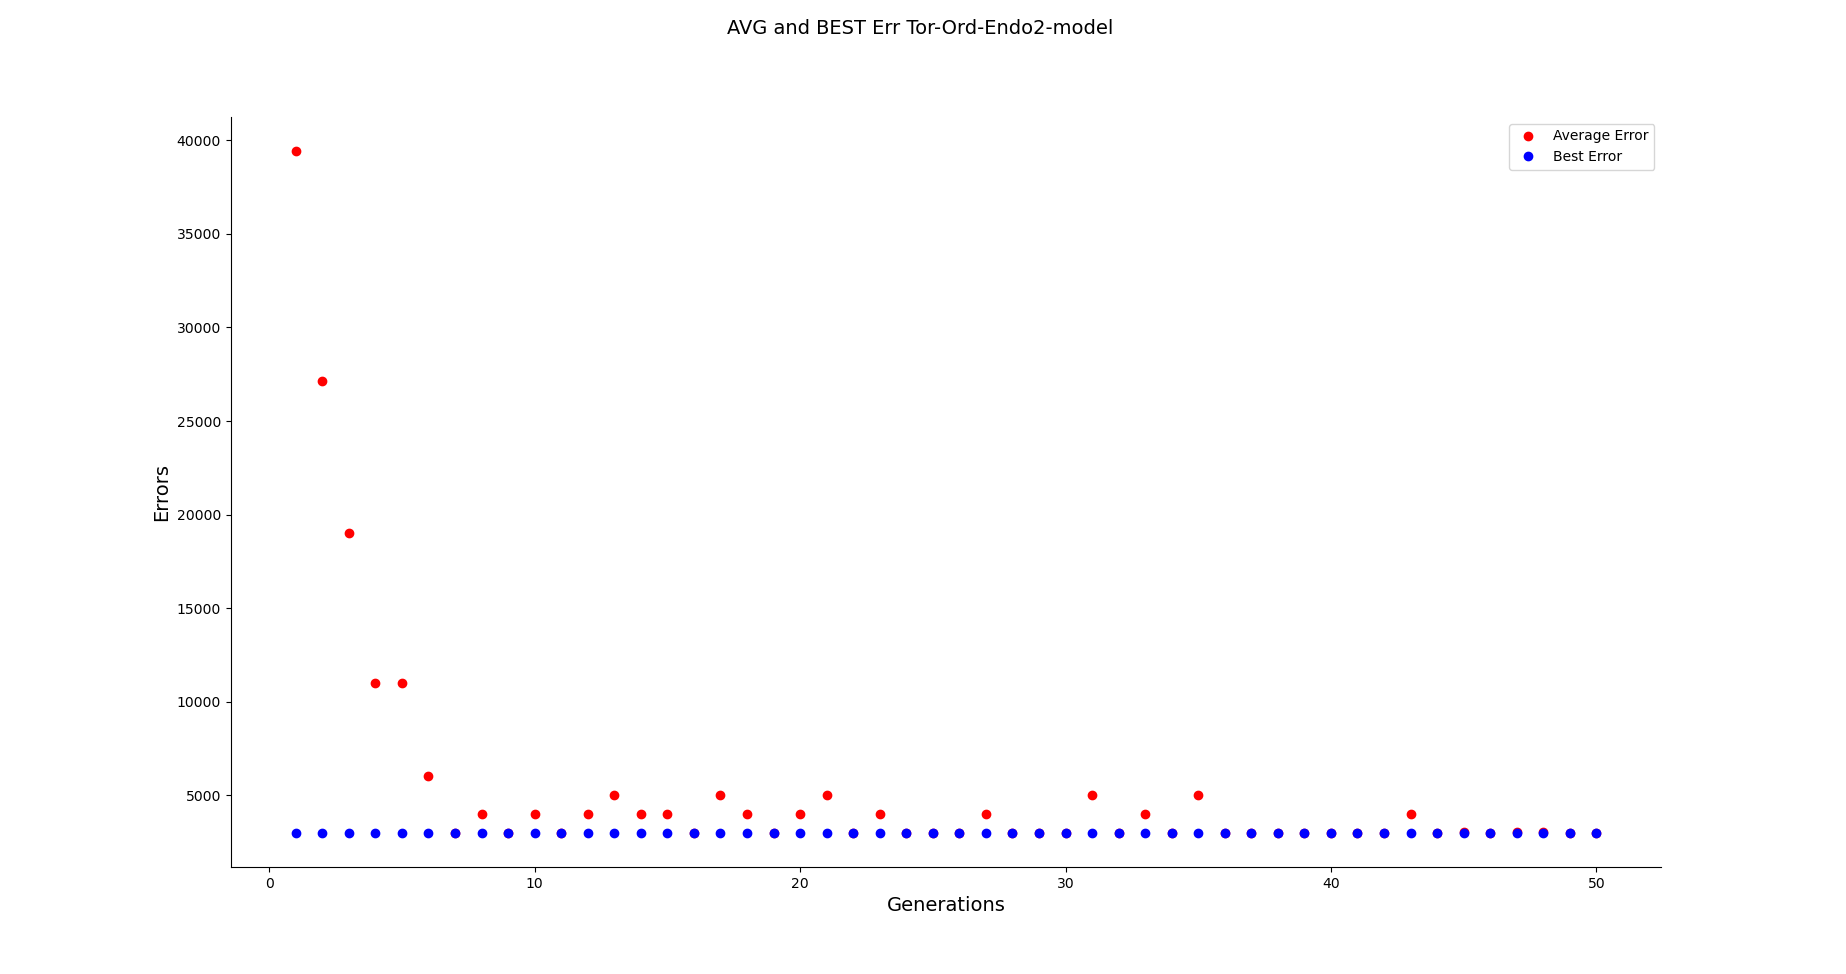 AVG and BEST Err Tor-Ord-Endo2-model
Average Error
Best Error
40000
35000
30000
25000
20000
15000
10000
5000
Errors
0 10 20 30 40 50
Generations